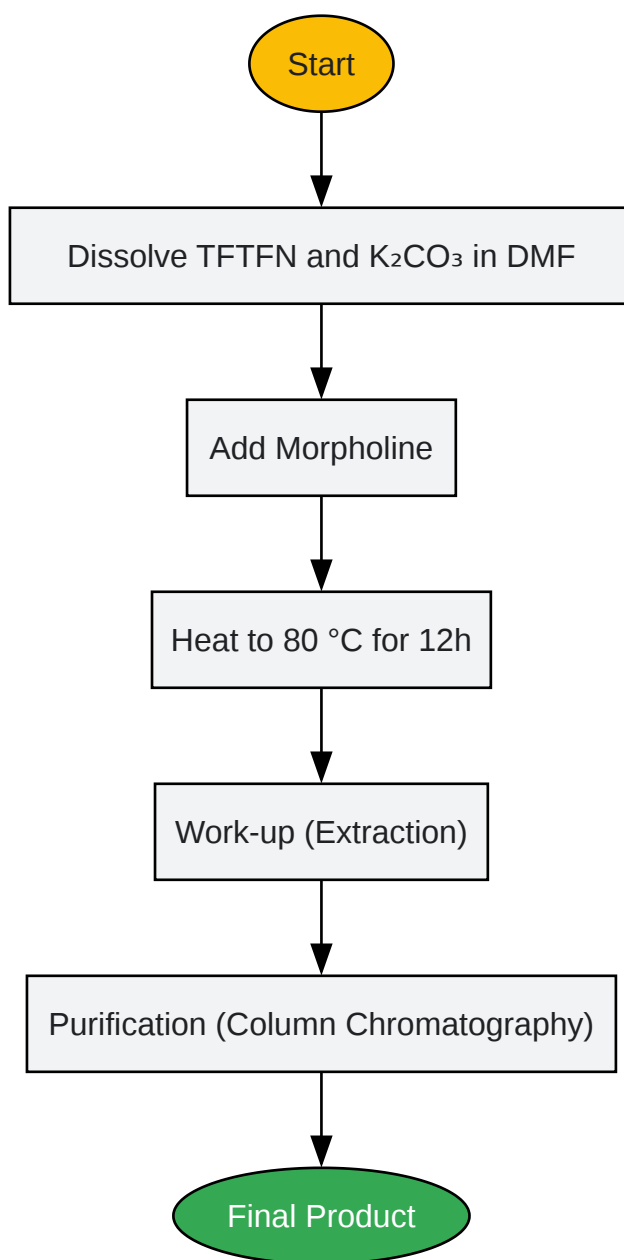 Start
Dissolve TFTFN and K₂CO₃ in DMF
Add Morpholine
Heat to 80 °C for 12h
Work-up (Extraction)
Purification (Column Chromatography)
Final Product